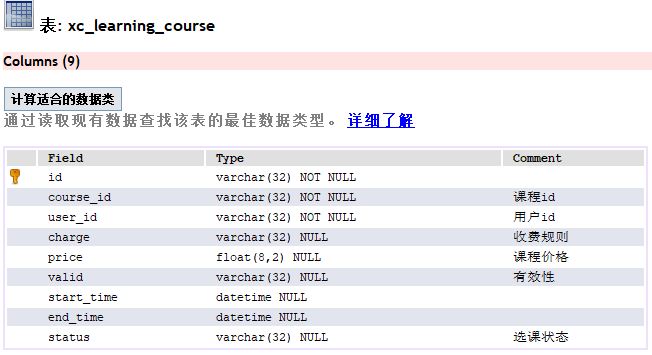 表: xc_learning_course
Columns (9)
计算适合的数据类
通过读取现有数据查找该表的最佳数据类型。 详细了解
Field Type Comment
id varchar(32) NOT NULL
course_id varchar(32) NOT NULL 课程id
user_id varchar(32) NOT NULL 用户id
charge varchar(32) NULL 收费规则
price float(8,2) NULL 课程价格
valid varchar(32) NULL 有效性
start_time datetime NULL
end_time datetime NULL
status varchar(32) NULL 选课状态